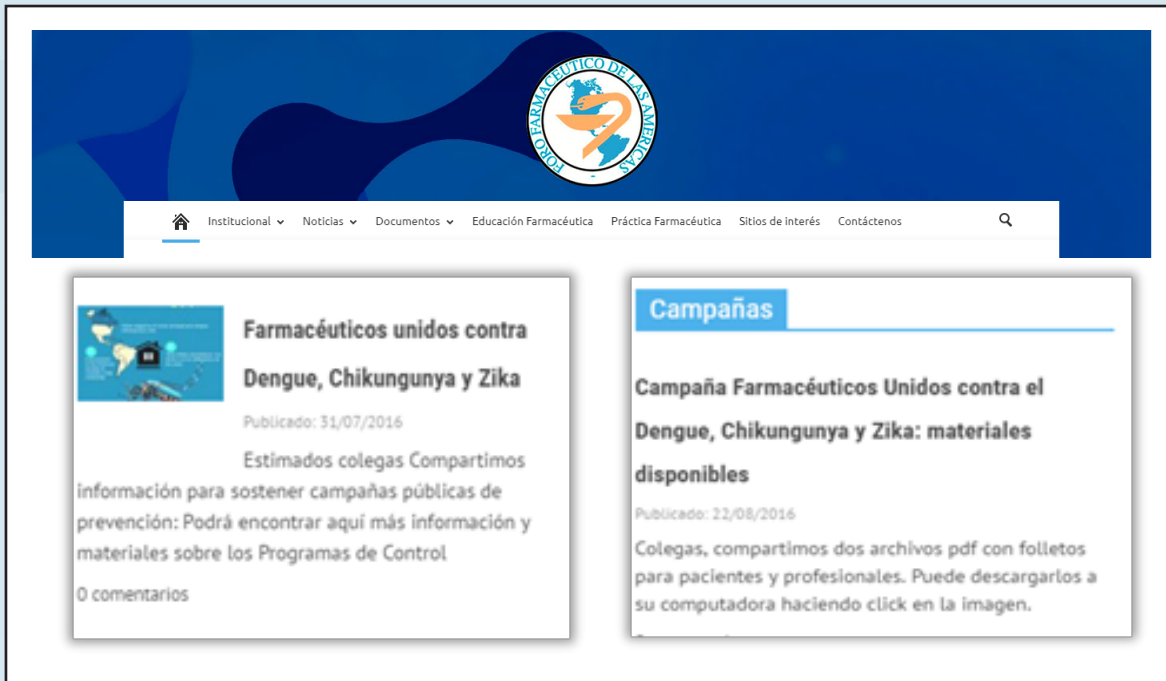 FORO FARMACEUTICO DE LAS AMERICAS -
Institucional Noticias Documentos Educación Farmacéutica Práctica Farmacéutica Sitios de interés Contáctenos
Farmacéuticos unidos contra
Dengue, Chikungunya y Zika
Publicado: 31/07/2016
Estimados colegas Compartimos
información para sostener campañas públicas de
prevención: Podrá encontrar aquí más información y
materiales sobre los Programas de Control
0 comentarios
Campañas
Campaña Farmacéuticos Unidos contra el
Dengue, Chikungunya y Zika: materiales
disponibles
Publicado: 22/08/2016
Colegas, compartimos dos archivos pdf con folletos
para pacientes y profesionales. Puede descargarlos a
su computadora haciendo click en la imagen.